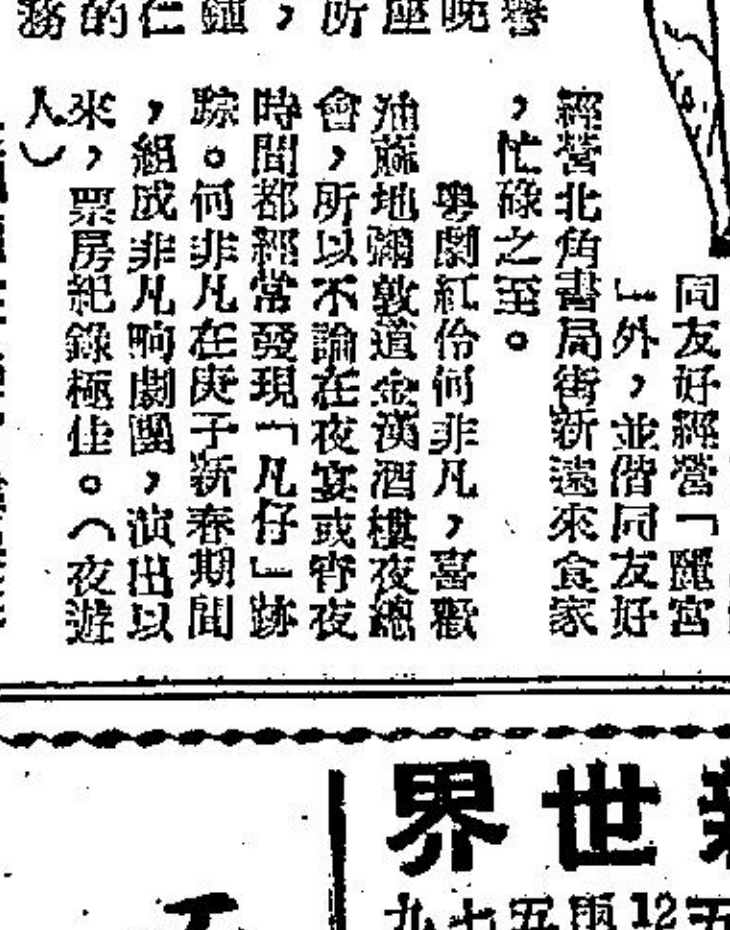 同友好經營「麗宮
」外，並偕同友好
經營北角書局街新遠來食家
，忙碌之至。
粵劇紅伶何非凡，喜歡
油蔴地彌敦道金漢酒樓夜總
會，所以不論在夜宴或宵夜
時間都經常發現「凡仔」跡
踪。何非凡在庚子新春期間
，組成非凡响劇團，演出以
來，票房紀錄極佳。（夜遊
人）
世界